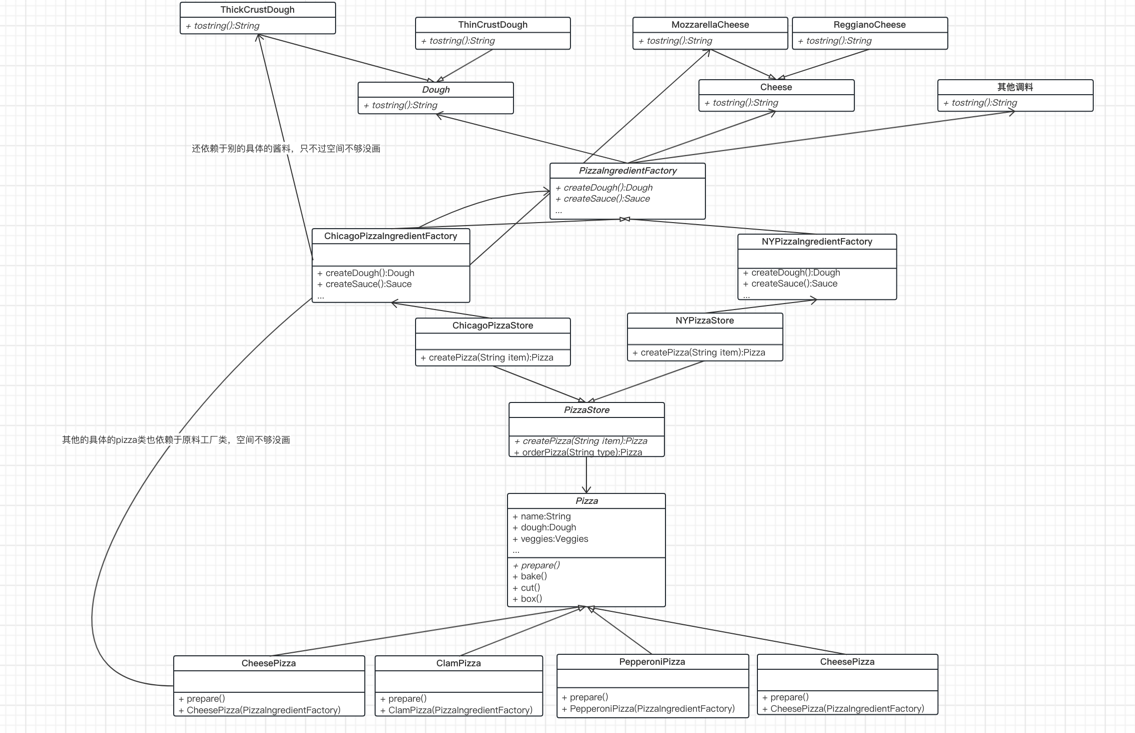 ThickCrustDough
+ tostring():String
ThinCrustDough
+ tostring():String
MozzarellaCheese
+ tostring():String
ReggianoCheese
+ tostring():String
Dough
+ tostring():String
Cheese
+ tostring():String
其他调料
+ tostring():String
还依赖于别的具体的酱料，只不过空间不够没画
PizzaIngredientFactory
+ createDough():Dough
+ createSauce():Sauce
...
ChicagoPizzaIngredientFactory
+ createDough():Dough
+ createSauce():Sauce
...
NYPizzaIngredientFactory
+ createDough():Dough
+ createSauce():Sauce
...
ChicagoPizzaStore
+ createPizza(String item):Pizza
NYPizzaStore
+ createPizza(String item):Pizza
PizzaStore
+ createPizza(String item):Pizza
+ orderPizza(String type):Pizza
其他的具体的pizza类也依赖于原料工厂类，空间不够没画
Pizza
+ name:String
+ dough:Dough
+ veggies:Veggies
...
+ prepare()
+ bake()
+ cut()
+ box()
CheesePizza
+ prepare()
+ CheesePizza(PizzaIngredientFactory)
ClamPizza
+ prepare()
+ ClamPizza(PizzaIngredientFactory)
PepperoniPizza
+ prepare()
+ PepperoniPizza(PizzaIngredientFactory)
CheesePizza
+ prepare()
+ CheesePizza(PizzaIngredientFactory)